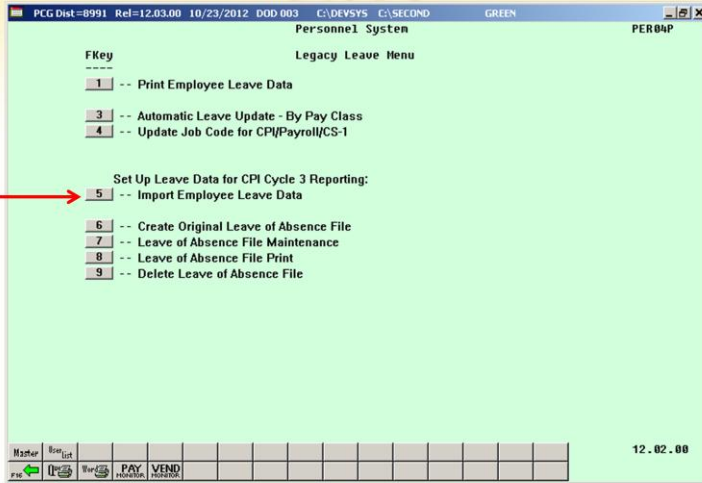 PCG Dist=8991 Rel=12.03.00 10/23/2012 DOD 003 C:\DEVSYS C:\SECOND GREEN
Personnel System PER04P
FKey Legacy Leave Menu
----
1 -- Print Employee Leave Data
3 -- Automatic Leave Update - By Pay Class
4 -- Update Job Code for CPI/Payroll/CS-1
Set Up Leave Data for CPI Cycle 3 Reporting:
5 -- Import Employee Leave Data
6 -- Create Original Leave of Absence File
7 -- Leave of Absence File Maintenance
8 -- Leave of Absence File Print
9 -- Delete Leave of Absence File
Master User List 12.02.00
F16 Word PAY MONITOR VEND MONITOR